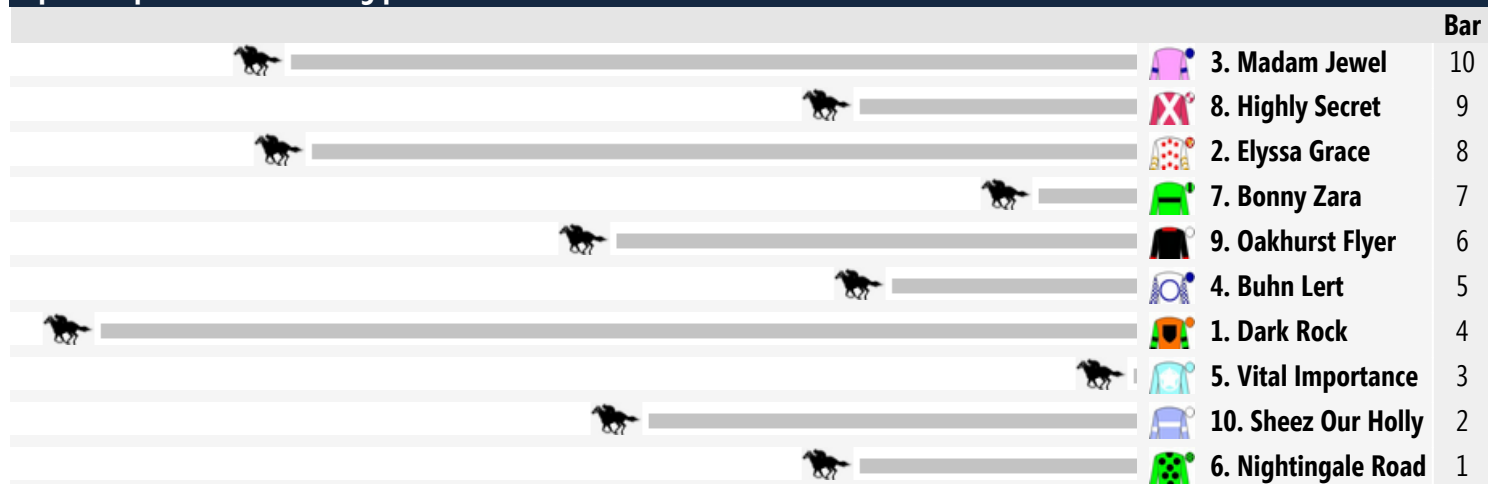 Bar
3. Madam Jewel 10
8. Highly Secret 9
2. Elyssa Grace 8
7. Bonny Zara 7
9. Oakhurst Flyer 6
4. Buhn Lert 5
1. Dark Rock 4
5. Vital Importance 3
10. Sheez Our Holly 2
6. Nightingale Road 1